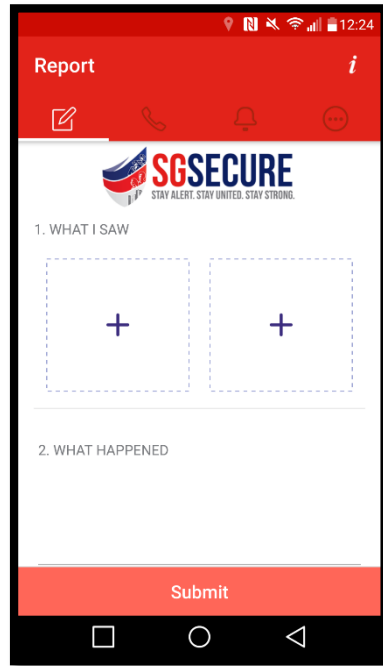 12:24
Report
i
SGSECURE
STAY ALERT. STAY UNITED. STAY STRONG.
1. WHAT I SAW
2. WHAT HAPPENED
Submit